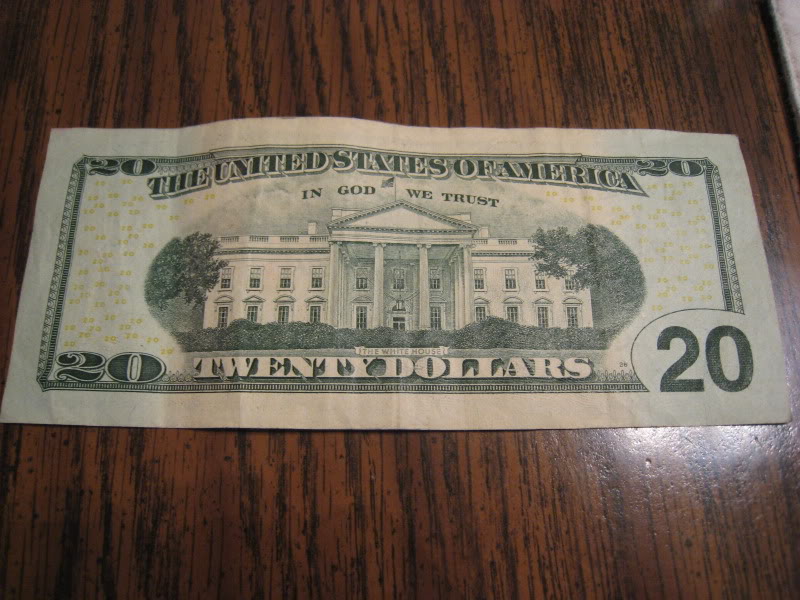 20 THE UNITED STATES OF AMERICA 20
IN GOD WE TRUST
THE WHITE HOUSE
20 TWENTY DOLLARS 20